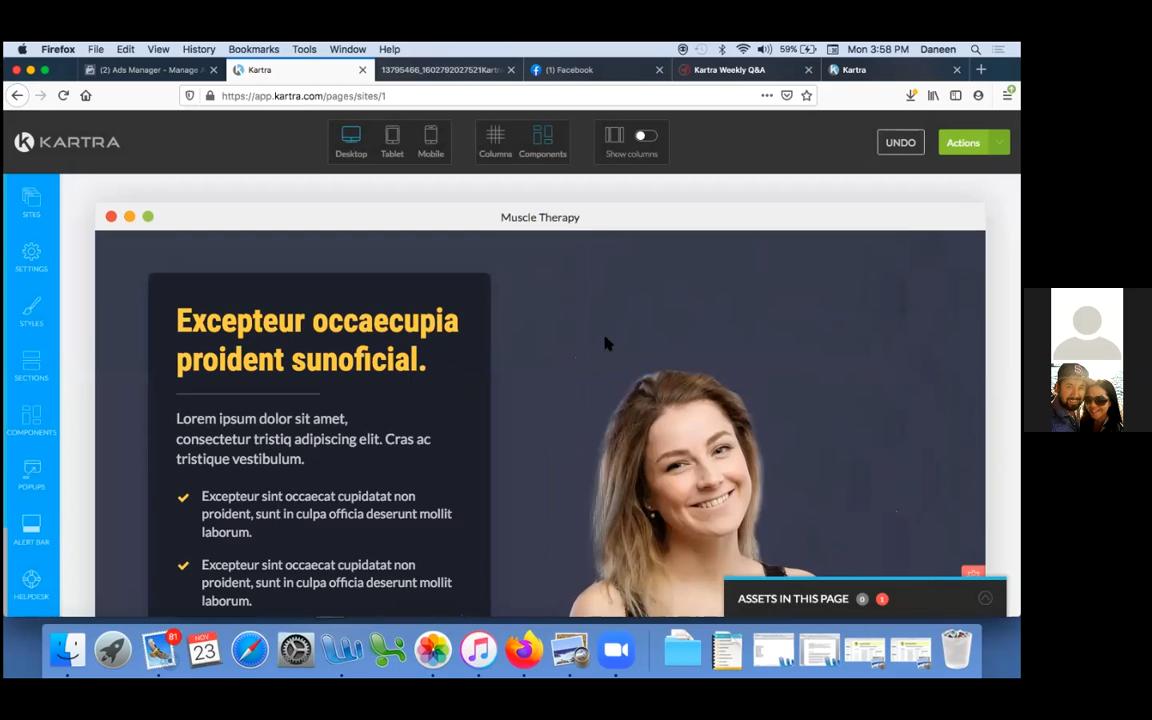 Firefox File Edit View History Bookmarks Tools Window Help 59% Mon 3:58 PM Daneen
(2) Ads Manager - Manage A
Kartra
13795466_1602792027521Kartr
(1) Facebook
Kartra Weekly Q&A
Kartra
https://app.kartra.com/pages/sites/1
KARTRA
Desktop Tablet Mobile
Columns Components
Show columns
UNDO
Actions
SITES
SETTINGS
STYLES
SECTIONS
COMPONENTS
POPUPS
ALERT BAR
HELPDESK
Muscle Therapy
Excepteur occaecupia
proident sunoficial.
Lorem ipsum dolor sit amet,
consectetur tristiq adipiscing elit. Cras ac
tristique vestibulum.
Excepteur sint occaecat cupidatat non
proident, sunt in culpa officia deserunt mollit
laborum.
Excepteur sint occaecat cupidatat non
proident, sunt in culpa officia deserunt mollit
laborum.
ASSETS IN THIS PAGE 0 1
81
NOV
23